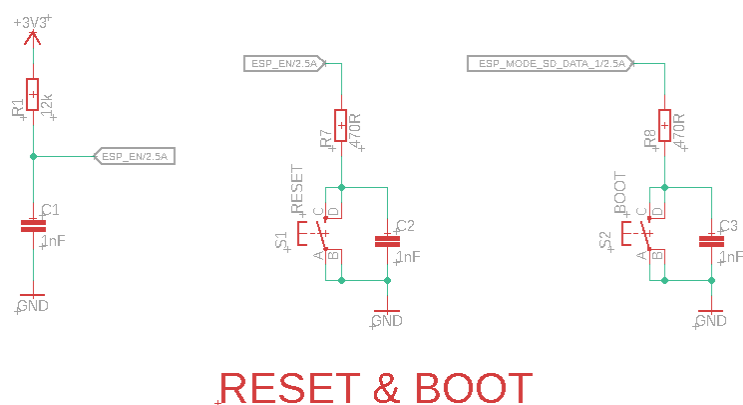 +3V3
R1
12k
ESP_EN/2.5A
C1
1nF
GND
ESP_EN/2.5A
R7
470R
RESET
S1
C
D
A
B
C2
1nF
GND
ESP_MODE_SD_DATA_1/2.5A
R8
470R
BOOT
S2
C
D
A
B
C3
1nF
GND
RESET & BOOT